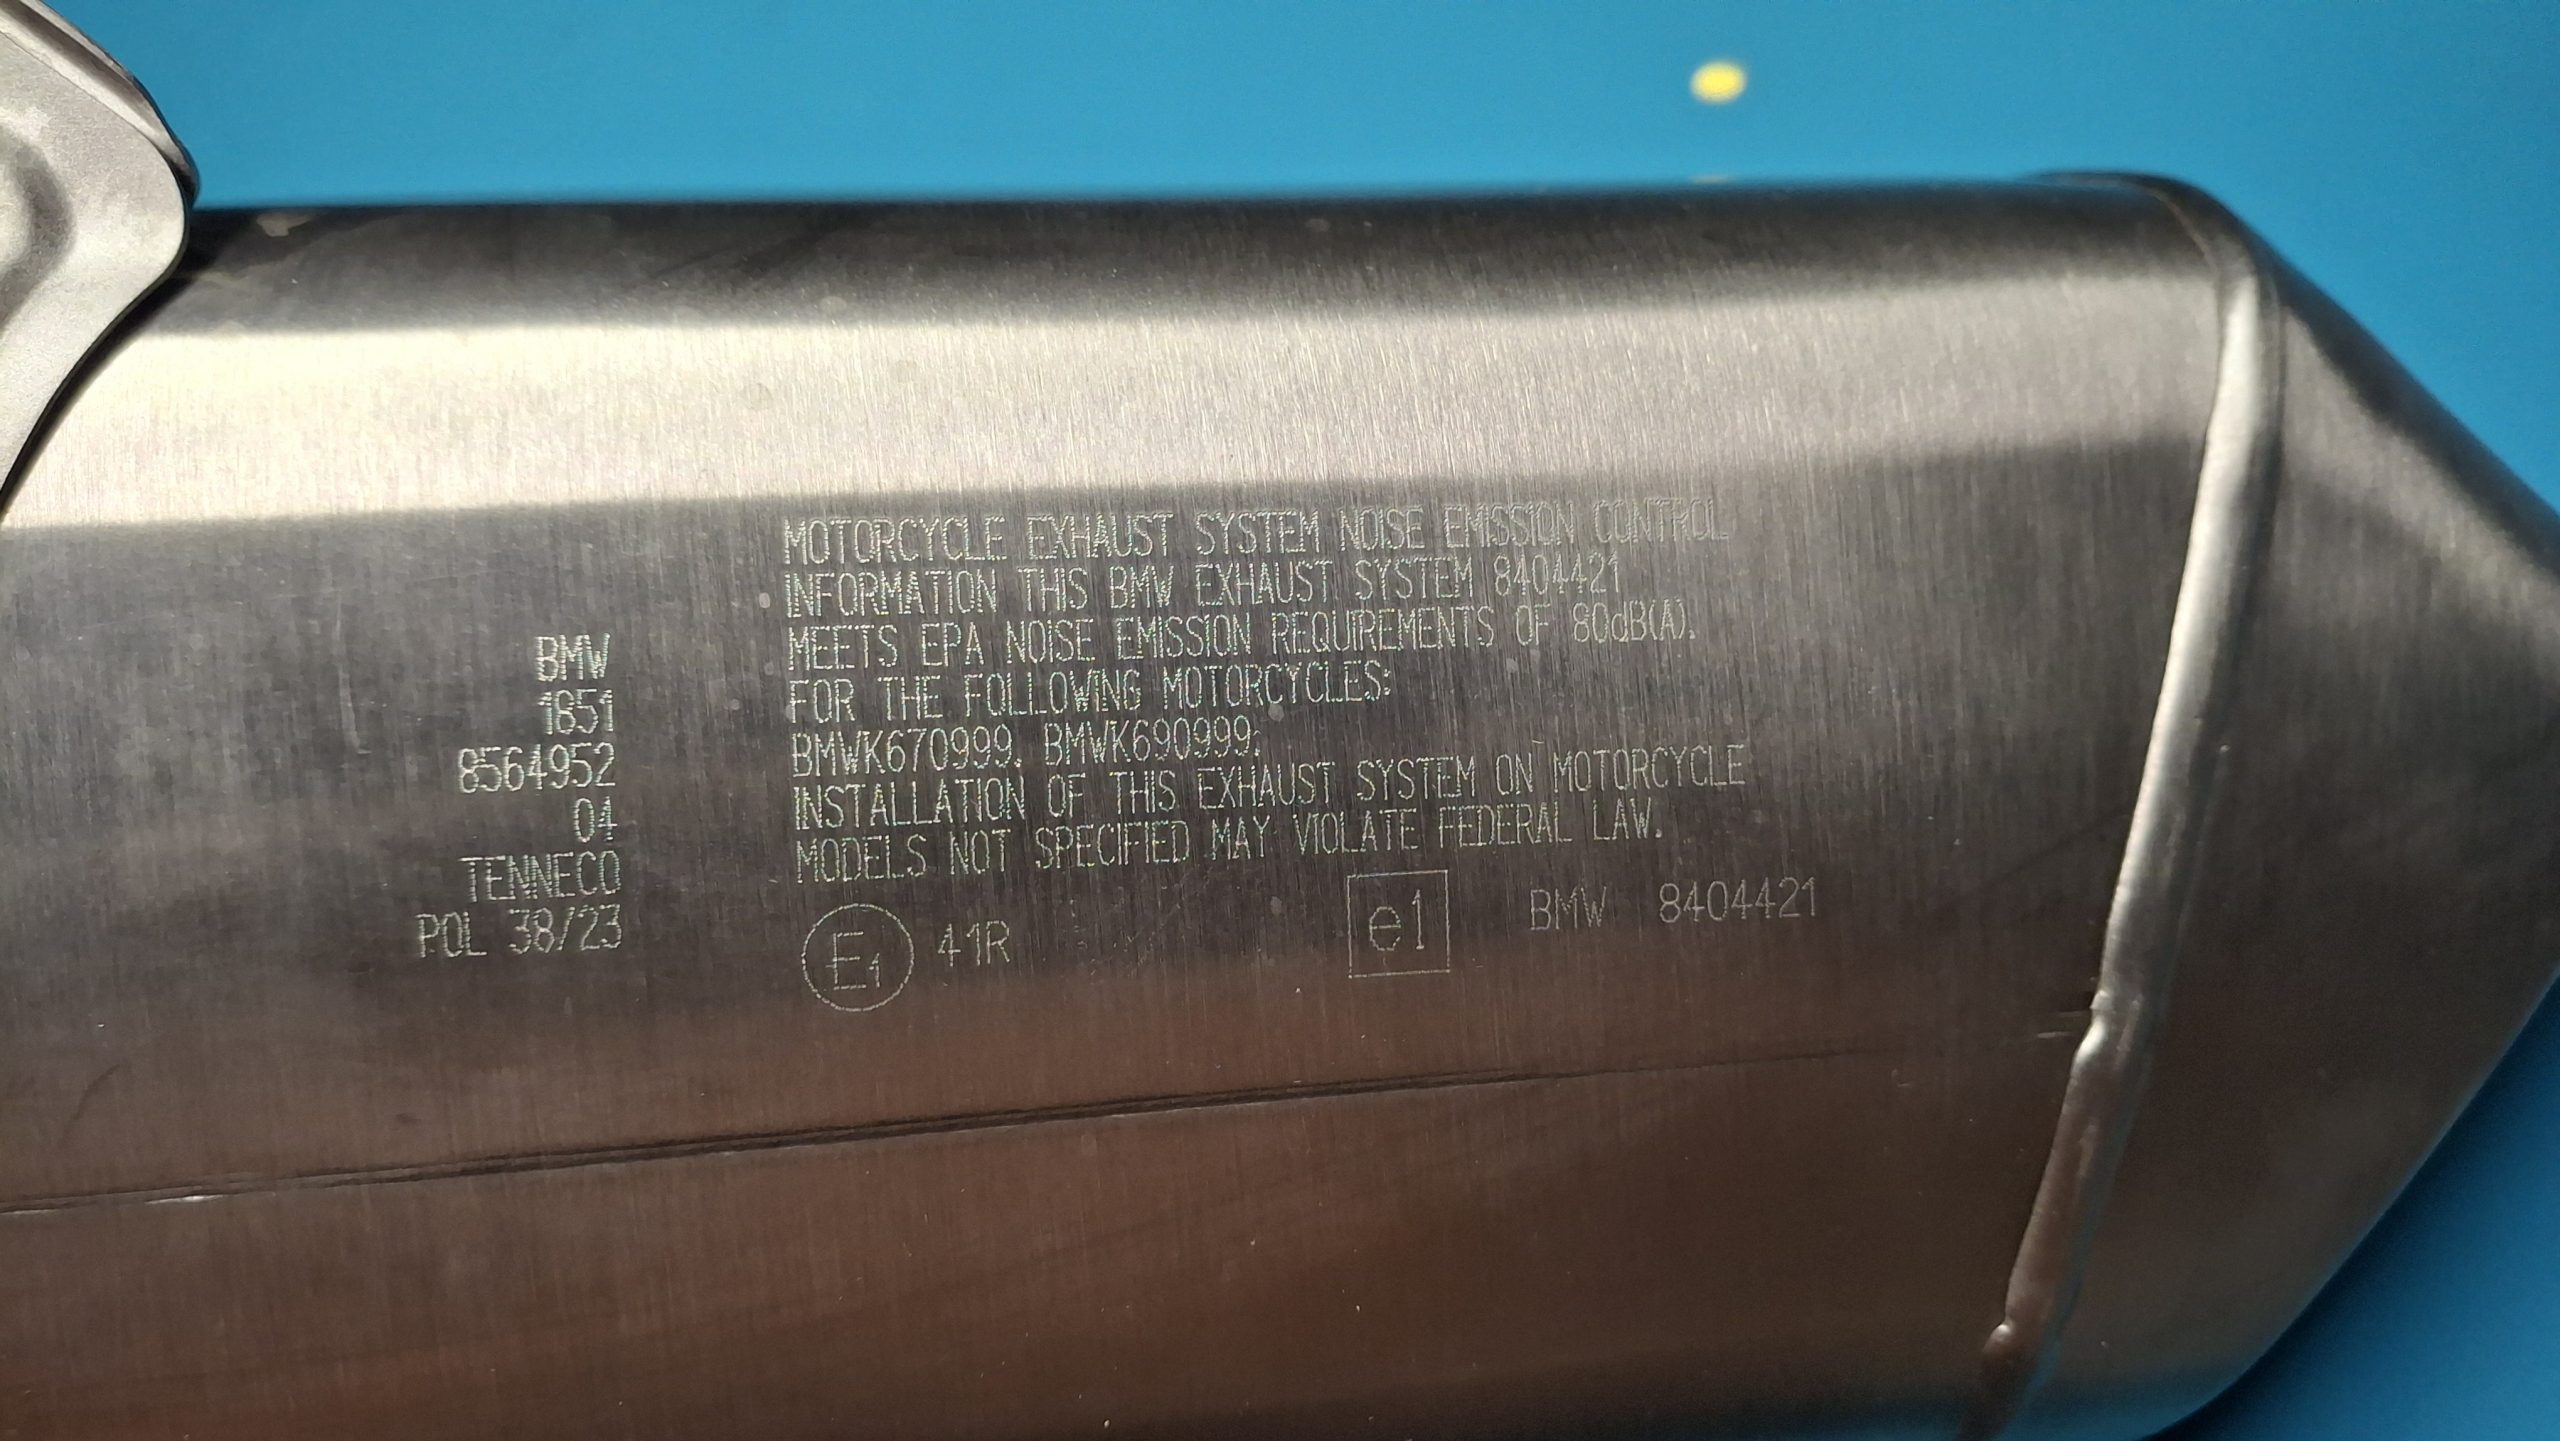 BMW
1851
8564952
04
TENNECO
POL 38/23
MOTORCYCLE EXHAUST SYSTEM NOISE EMISSION CONTROL
INFORMATION THIS BMW EXHAUST SYSTEM 8404421
MEETS EPA NOISE EMISSION REQUIREMENTS OF 80dB(A).
FOR THE FOLLOWING MOTORCYCLES:
BMWK670999, BMWK690999;
INSTALLATION OF THIS EXHAUST SYSTEM ON MOTORCYCLE
MODELS NOT SPECIFIED MAY VIOLATE FEDERAL LAW.
E1 41R e1 BMW 8404421